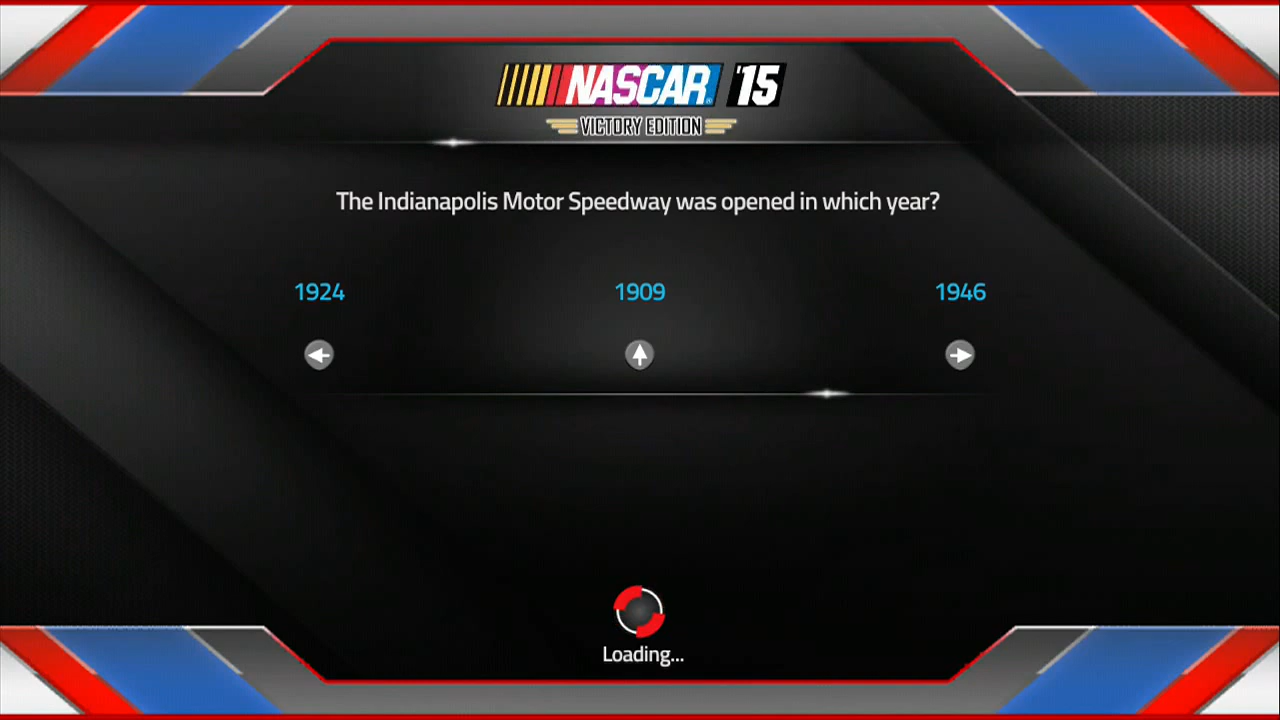 NASCAR '15
VICTORY EDITION
The Indianapolis Motor Speedway was opened in which year?
1924 1909 1946
Loading...